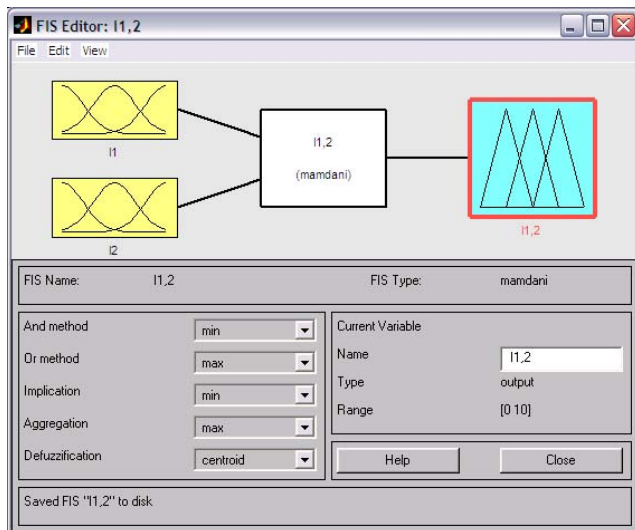 FIS Editor: I1,2
File Edit View
I1
I2
I1,2
(mamdani)
I1,2
FIS Name: I1,2 FIS Type: mamdani
And method min
Or method max
Implication min
Aggregation max
Defuzzification centroid
Current Variable
Name I1,2
Type output
Range [0 10]
Help Close
Saved FIS "I1,2" to disk